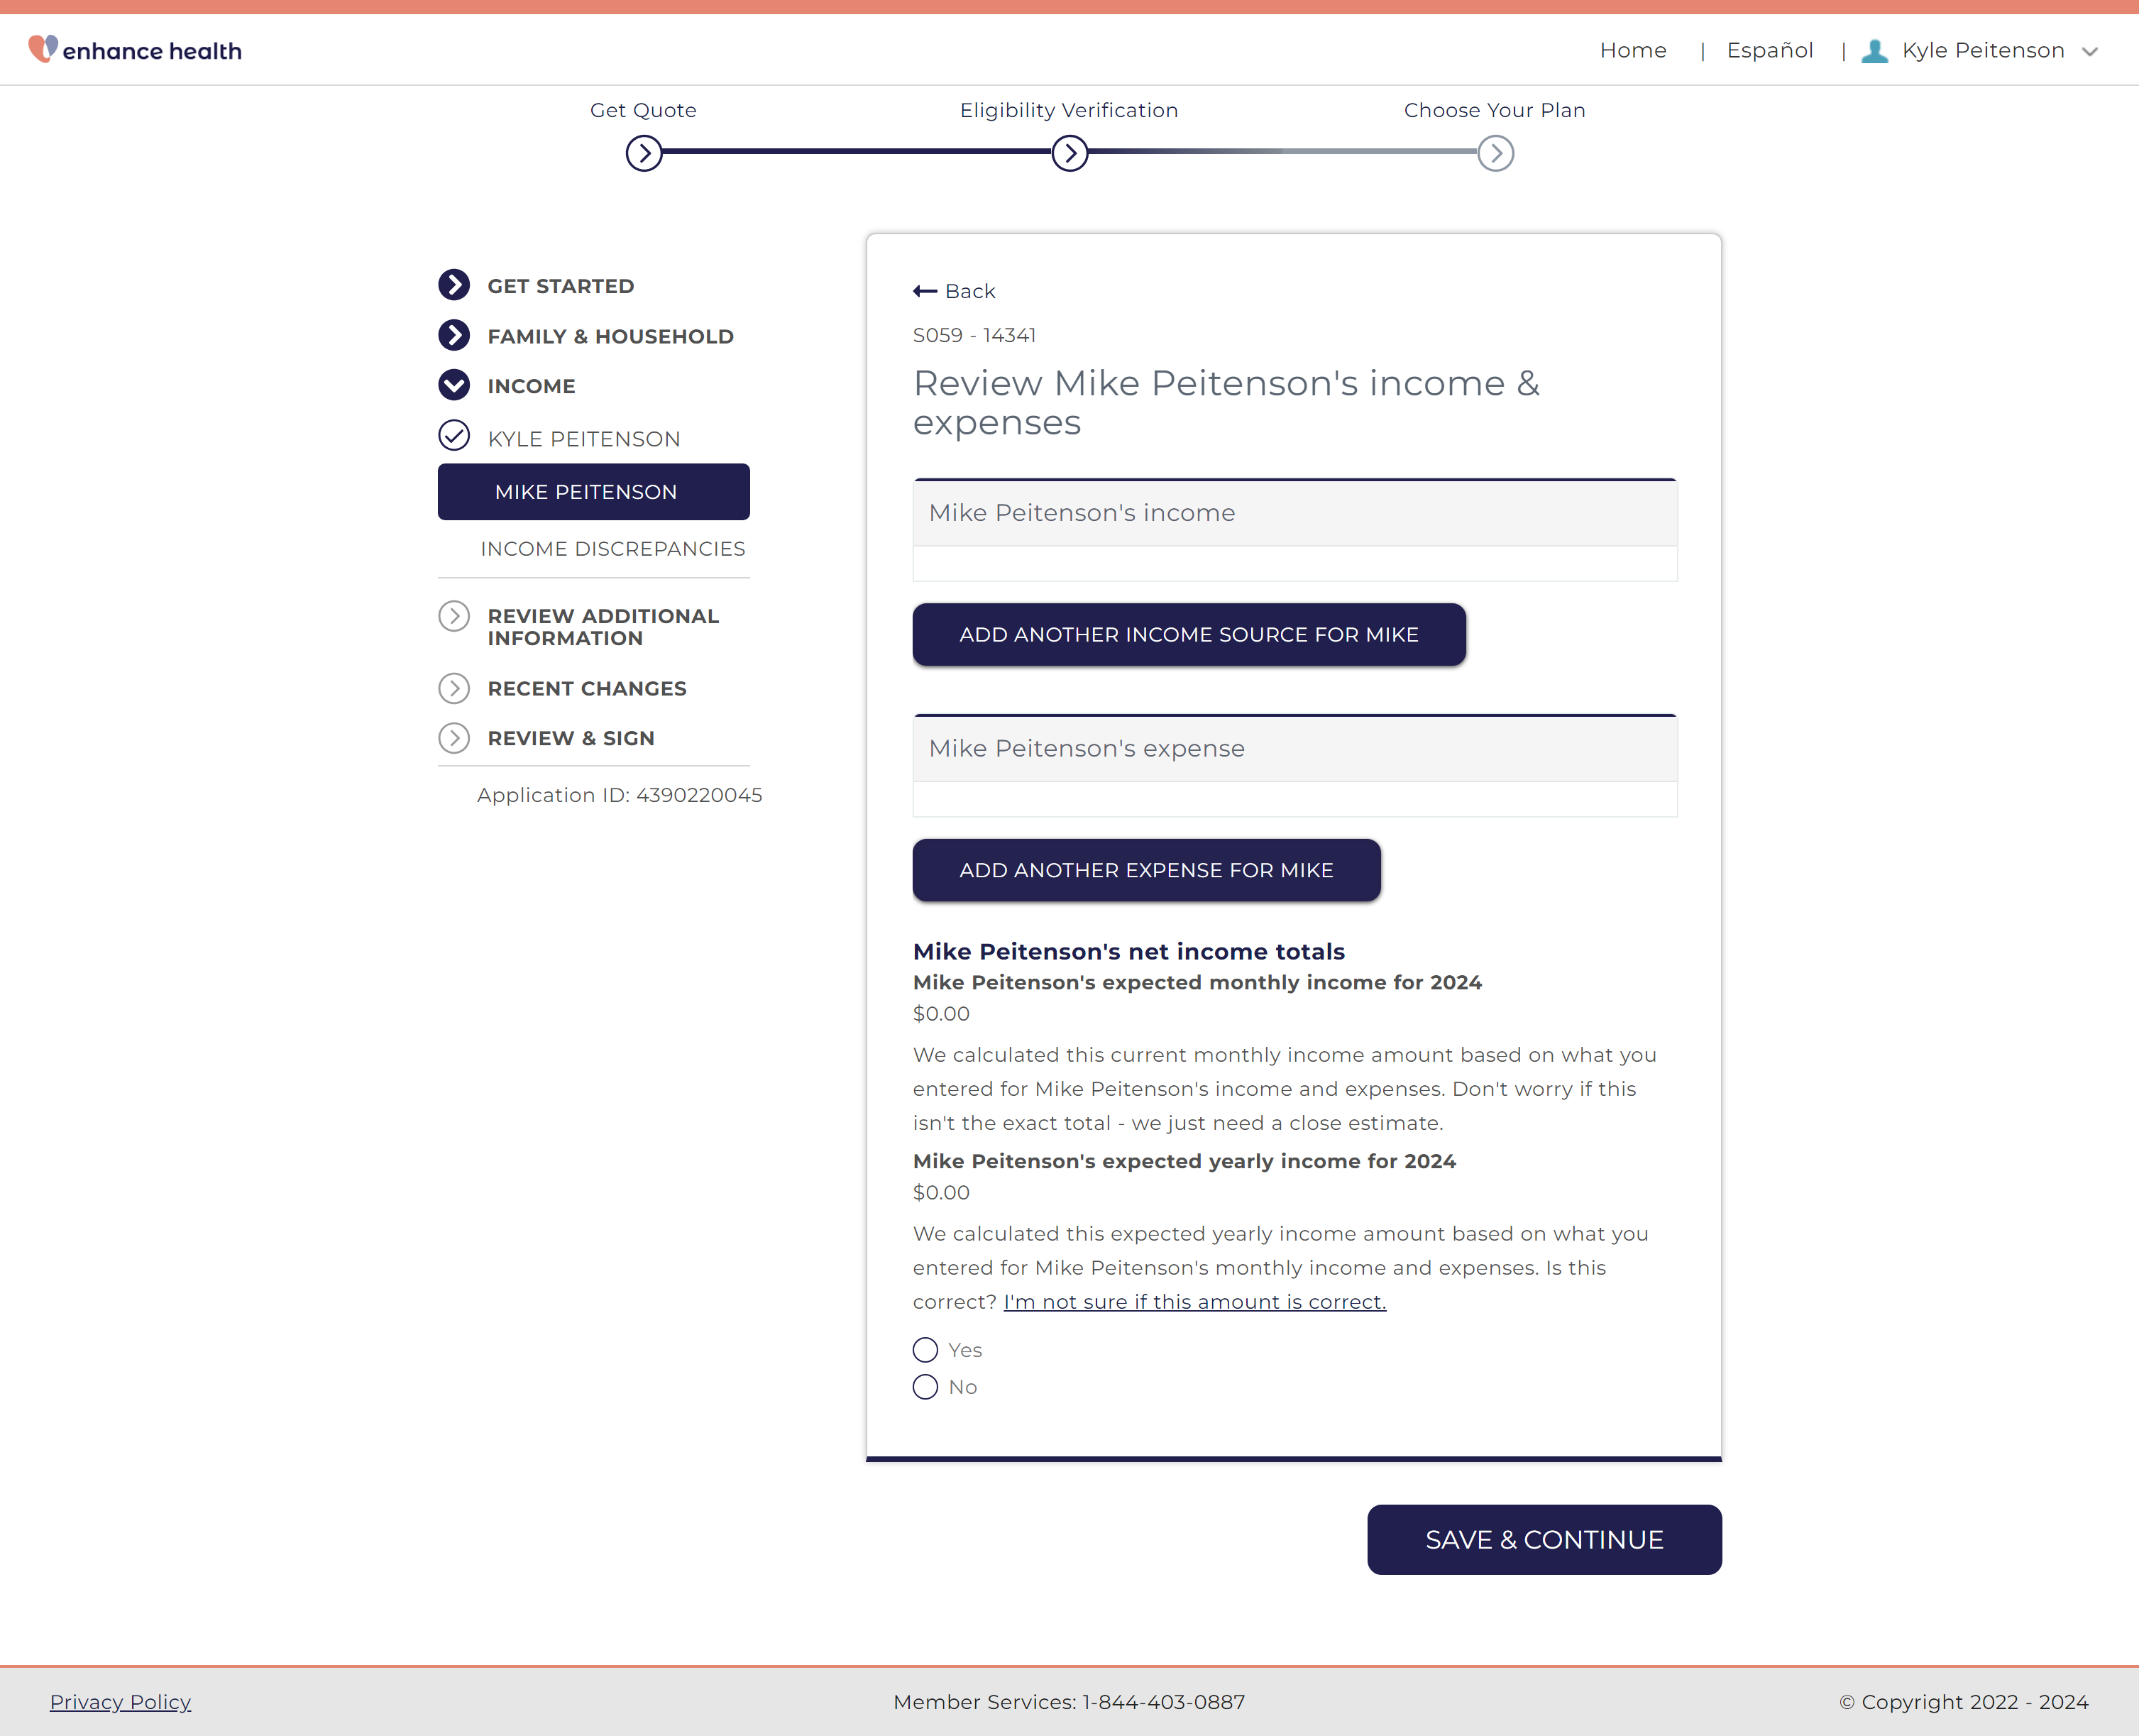 enhance health
Home | Español | Kyle Peitenson
Get Quote
Eligibility Verification
Choose Your Plan
GET STARTED
FAMILY & HOUSEHOLD
INCOME
KYLE PEITENSON
MIKE PEITENSON
INCOME DISCREPANCIES
REVIEW ADDITIONAL
INFORMATION
RECENT CHANGES
REVIEW & SIGN
Application ID: 4390220045
Back
S059 - 14341
Review Mike Peitenson's income &
expenses
Mike Peitenson's income
ADD ANOTHER INCOME SOURCE FOR MIKE
Mike Peitenson's expense
ADD ANOTHER EXPENSE FOR MIKE
Mike Peitenson's net income totals
Mike Peitenson's expected monthly income for 2024
$0.00
We calculated this current monthly income amount based on what you
entered for Mike Peitenson's income and expenses. Don't worry if this
isn't the exact total - we just need a close estimate.
Mike Peitenson's expected yearly income for 2024
$0.00
We calculated this expected yearly income amount based on what you
entered for Mike Peitenson's monthly income and expenses. Is this
correct? I'm not sure if this amount is correct.
Yes
No
SAVE & CONTINUE
Privacy Policy
Member Services: 1-844-403-0887
© Copyright 2022 - 2024